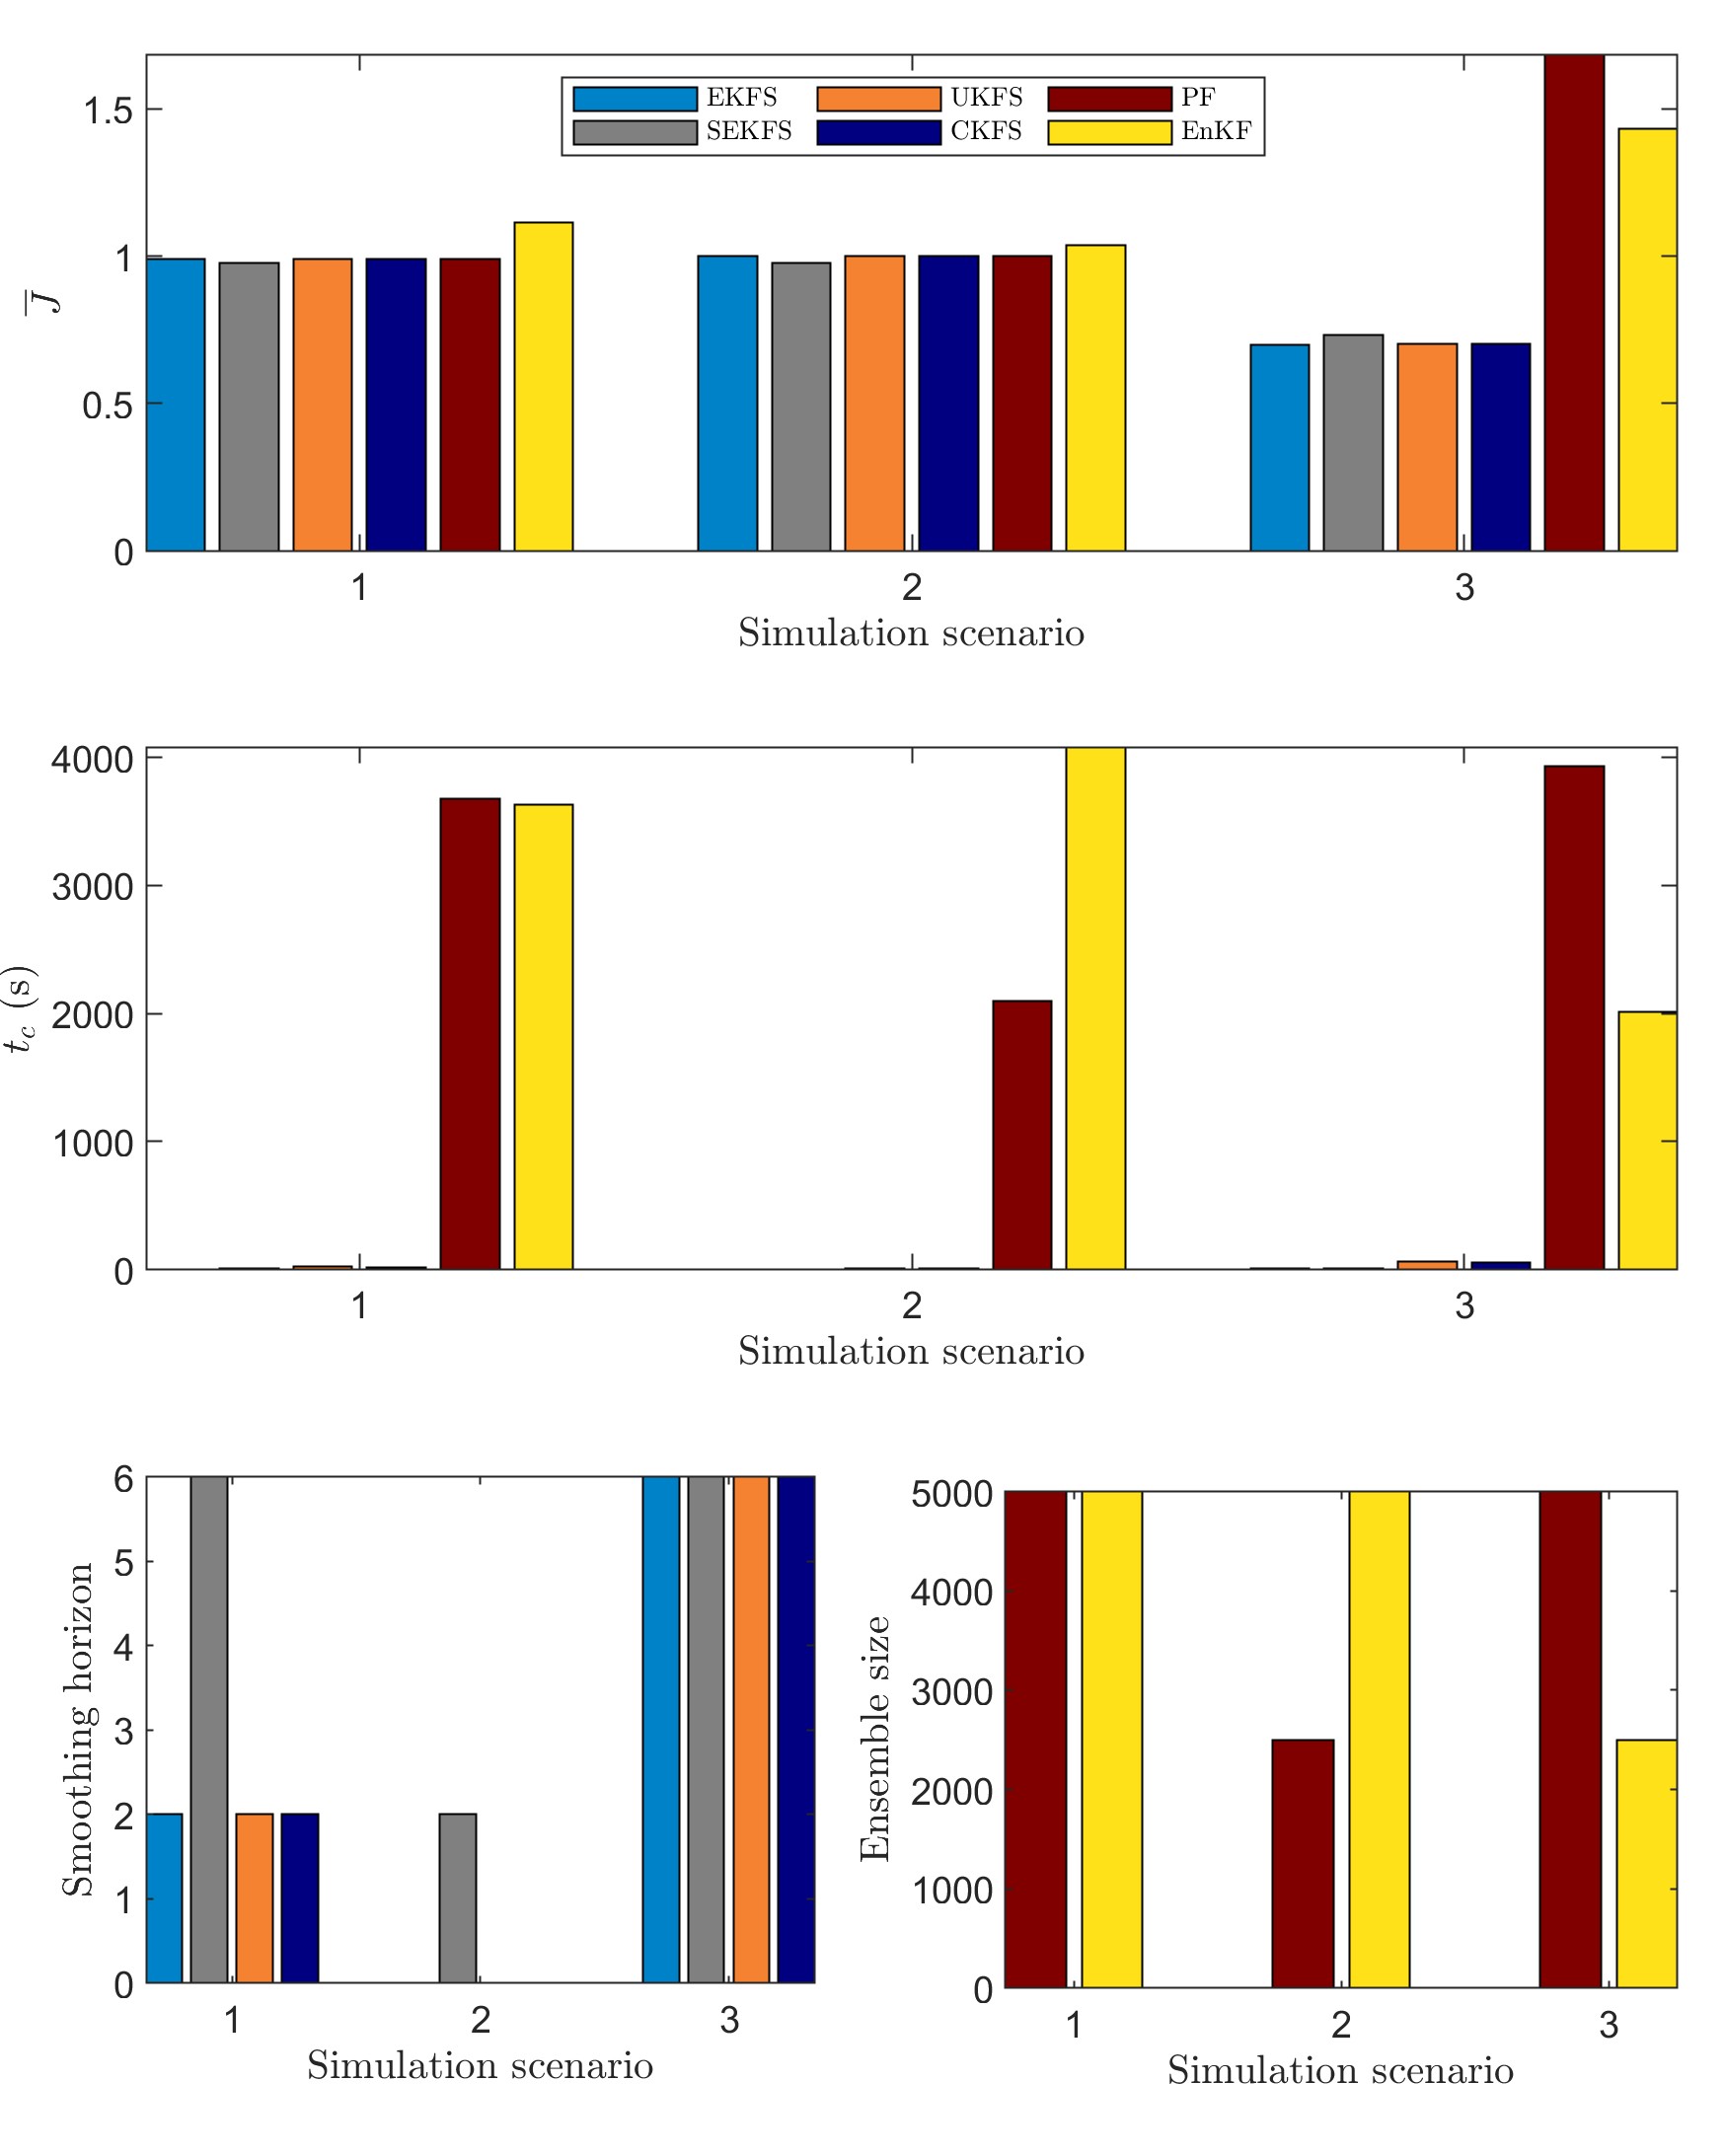 1.5
1
0.5
0
J̅
EKFS UKFS PF
SEKFS CKFS EnKF
1 2 3
Simulation scenario
4000
3000
2000
1000
0
t_c (s)
1 2 3
Simulation scenario
6
5
4
3
2
1
0
Smoothing horizon
1 2 3
Simulation scenario
5000
4000
3000
2000
1000
0
Ensemble size
1 2 3
Simulation scenario